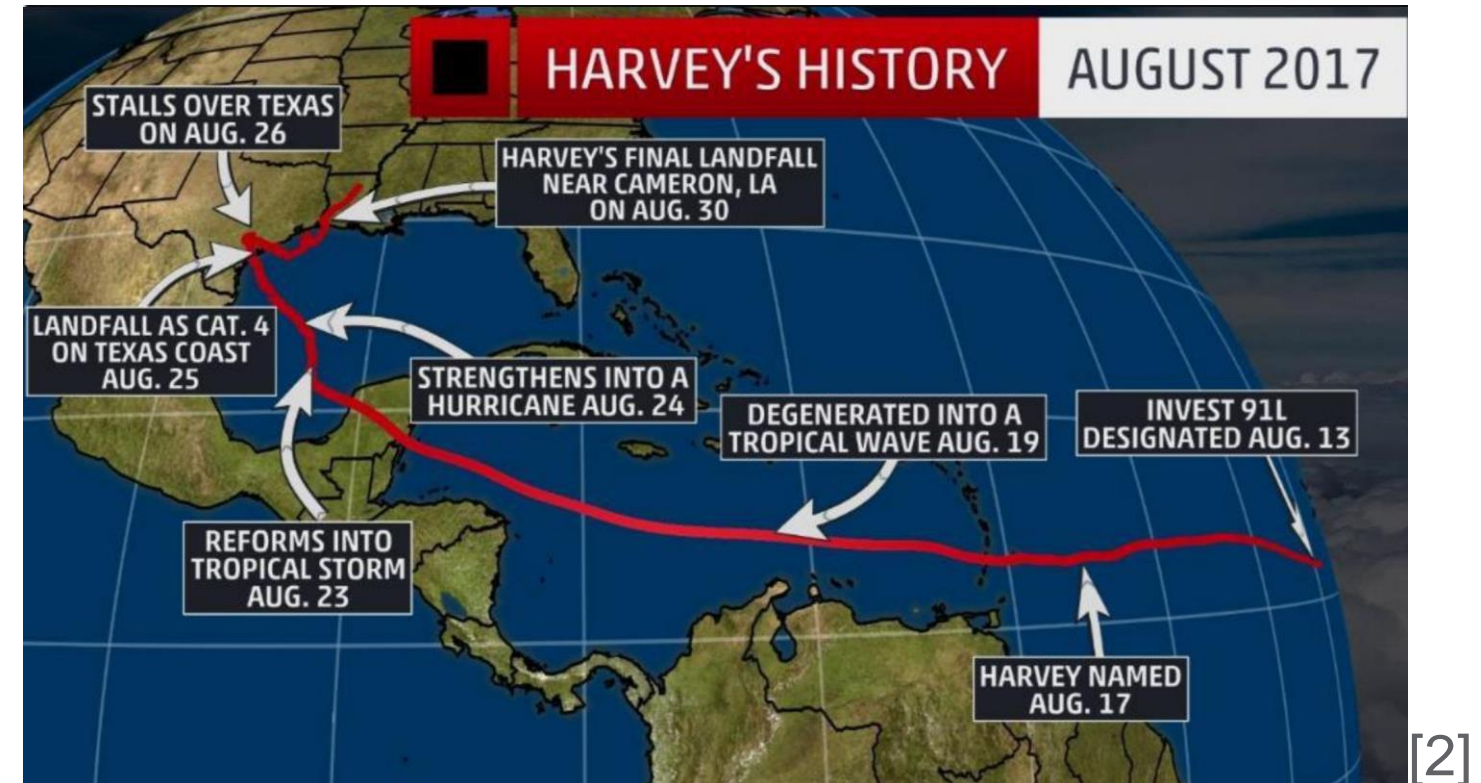 HARVEY'S HISTORY
AUGUST 2017
STALLS OVER TEXAS
ON AUG. 26
HARVEY'S FINAL LANDFALL
NEAR CAMERON, LA
ON AUG. 30
LANDFALL AS CAT. 4
ON TEXAS COAST
AUG. 25
STRENGTHENS INTO A
HURRICANE AUG. 24
DEGENERATED INTO A
TROPICAL WAVE AUG. 19
INVEST 91L
DESIGNATED AUG. 13
REFORMS INTO
TROPICAL STORM
AUG. 23
HARVEY NAMED
AUG. 17
[2]